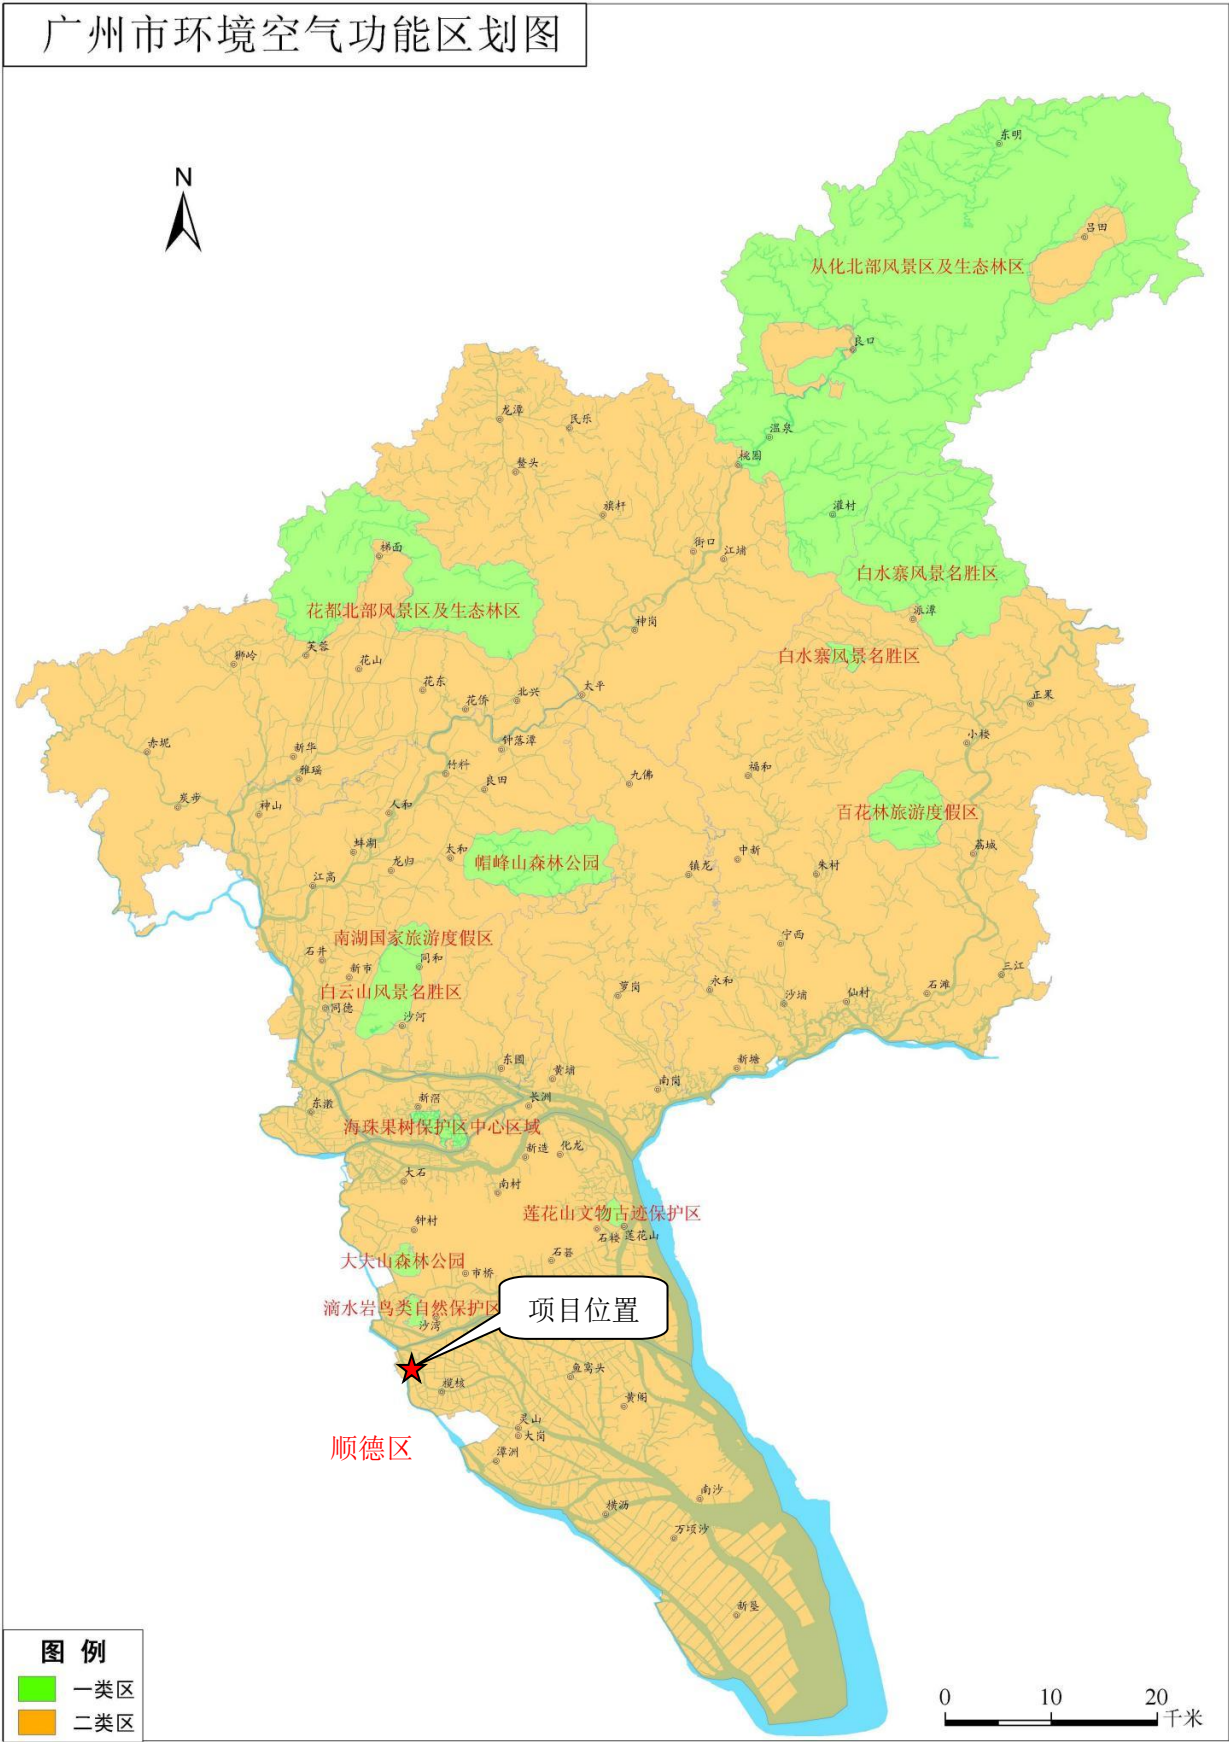 广州市环境空气功能区划图
N
东明
吕田
从化北部风景区及生态林区
良口
龙潭
民乐
温泉
鳌头
桃园
旗杆
灌村
街口
江埔
梯面
白水寨风景名胜区
花都北部风景区及生态林区
派潭
神岗
芙蓉
狮岭
花山
白水寨风景名胜区
花东
花侨
北兴
太平
正果
赤坭
新华
钟落潭
小楼
雅瑶
竹料
良田
九佛
福和
炭步
神山
人和
百花林旅游度假区
蚌湖
龙归
太和
帽峰山森林公园
镇龙
中新
朱村
荔城
江高
南湖国家旅游度假区
宁西
石井
新市
同和
三江
白云山风景名胜区
萝岗
永和
沙埔
仙村
石滩
同德
沙河
东圃
黄埔
南岗
新塘
东漖
新滘
长洲
海珠果树保护区中心区域
新造
化龙
大石
南村
钟村
莲花山文物古迹保护区
石楼
莲花山
大夫山森林公园
石碁
市桥
滴水岩鸟类自然保护区
项目位置
沙湾
鱼窝头
榄核
黄阁
灵山
大岗
顺德区
潭洲
南沙
横沥
万顷沙
新垦
图 例
一类区
二类区
0 10 20
千米